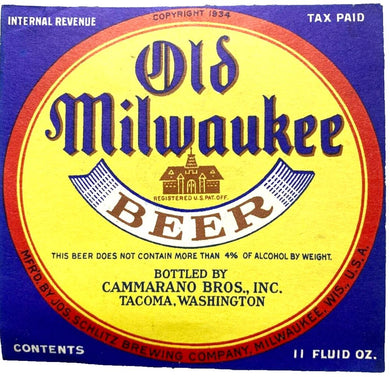 INTERNAL REVENUE
TAX PAID
COPYRIGHT 1934
Old
Milwaukee
REGISTERED U.S. PAT. OFF.
BEER
THIS BEER DOES NOT CONTAIN MORE THAN 4% OF ALCOHOL BY WEIGHT.
BOTTLED BY
CAMMARANO BROS., INC.
TACOMA, WASHINGTON
MF'R'D. BY JOS. SCHLITZ BREWING COMPANY, MILWAUKEE, WIS., U.S.A.
CONTENTS
11 FLUID OZ.